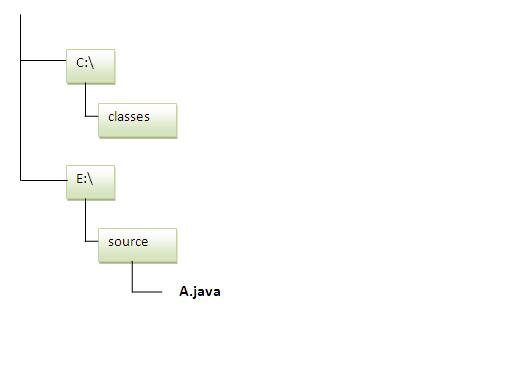 C:\
classes
E:\
source
A.java